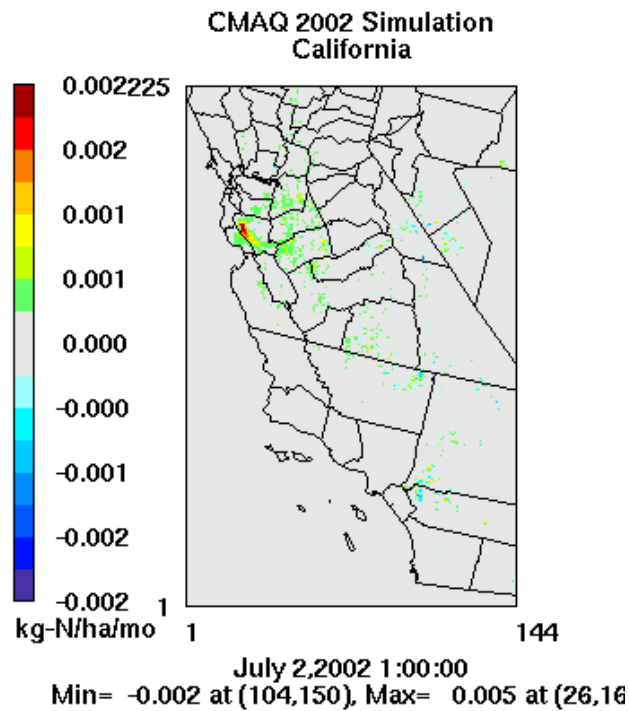 CMAQ 2002 Simulation
California
0.002
0.002
0.001
0.001
0.000
-0.000
-0.001
-0.002
-0.002
kg-N/ha/mo
225
1
1 144
July 2,2002 1:00:00
Min= -0.002 at (104,150), Max= 0.005 at (26,16